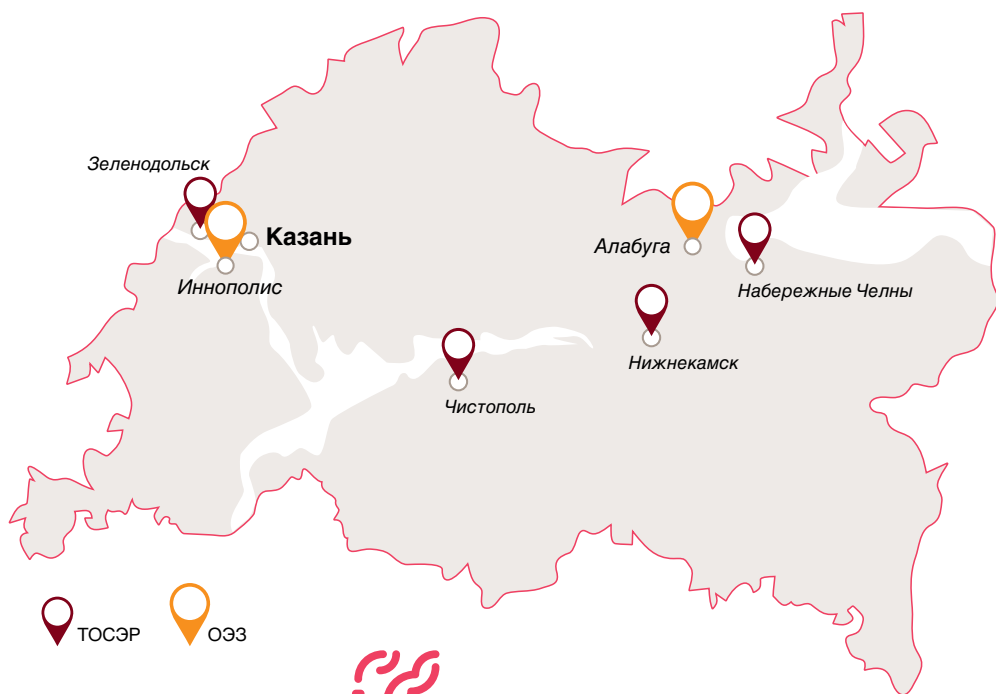 Зеленодольск
Казань
Иннополис
Алабуга
Набережные Челны
Нижнекамск
Чистополь
ТОСЭР
ОЭЗ